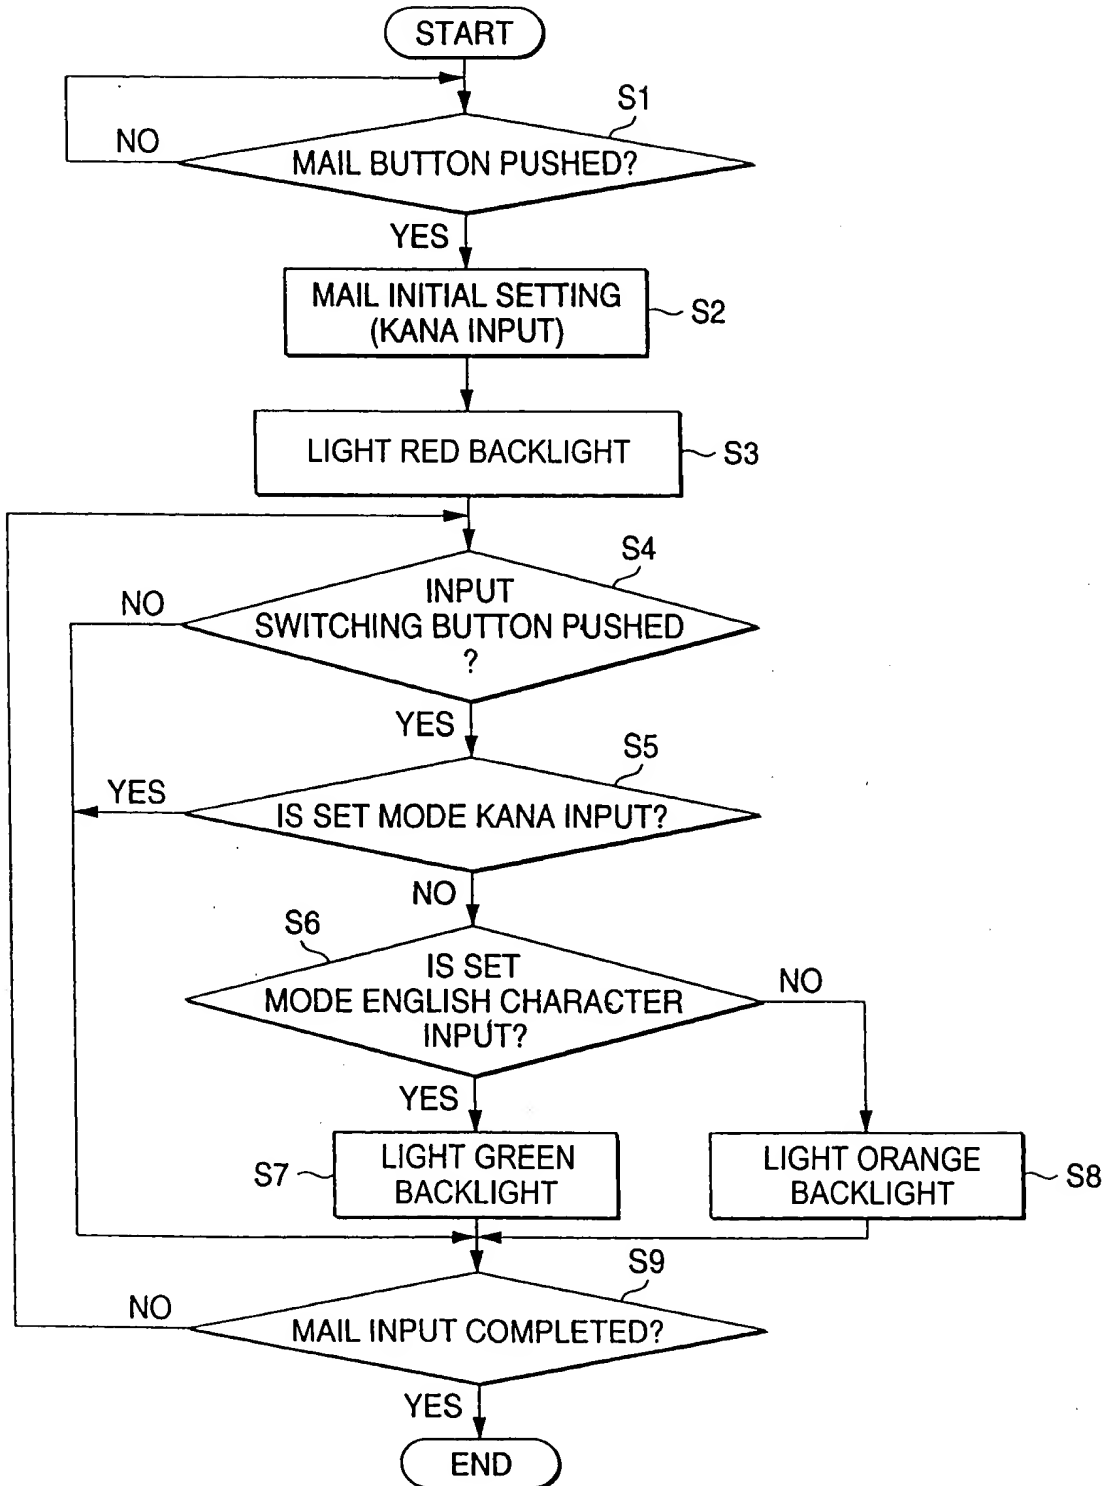 START
S1
NO
MAIL BUTTON PUSHED?
YES
MAIL INITIAL SETTING
(KANA INPUT)
S2
LIGHT RED BACKLIGHT
S3
S4
NO
INPUT
SWITCHING BUTTON PUSHED
?
YES
S5
YES
IS SET MODE KANA INPUT?
NO
S6
IS SET
MODE ENGLISH CHARACTER
INPUT?
NO
YES
S7
LIGHT GREEN
BACKLIGHT
LIGHT ORANGE
BACKLIGHT
S8
S9
NO
MAIL INPUT COMPLETED?
YES
END